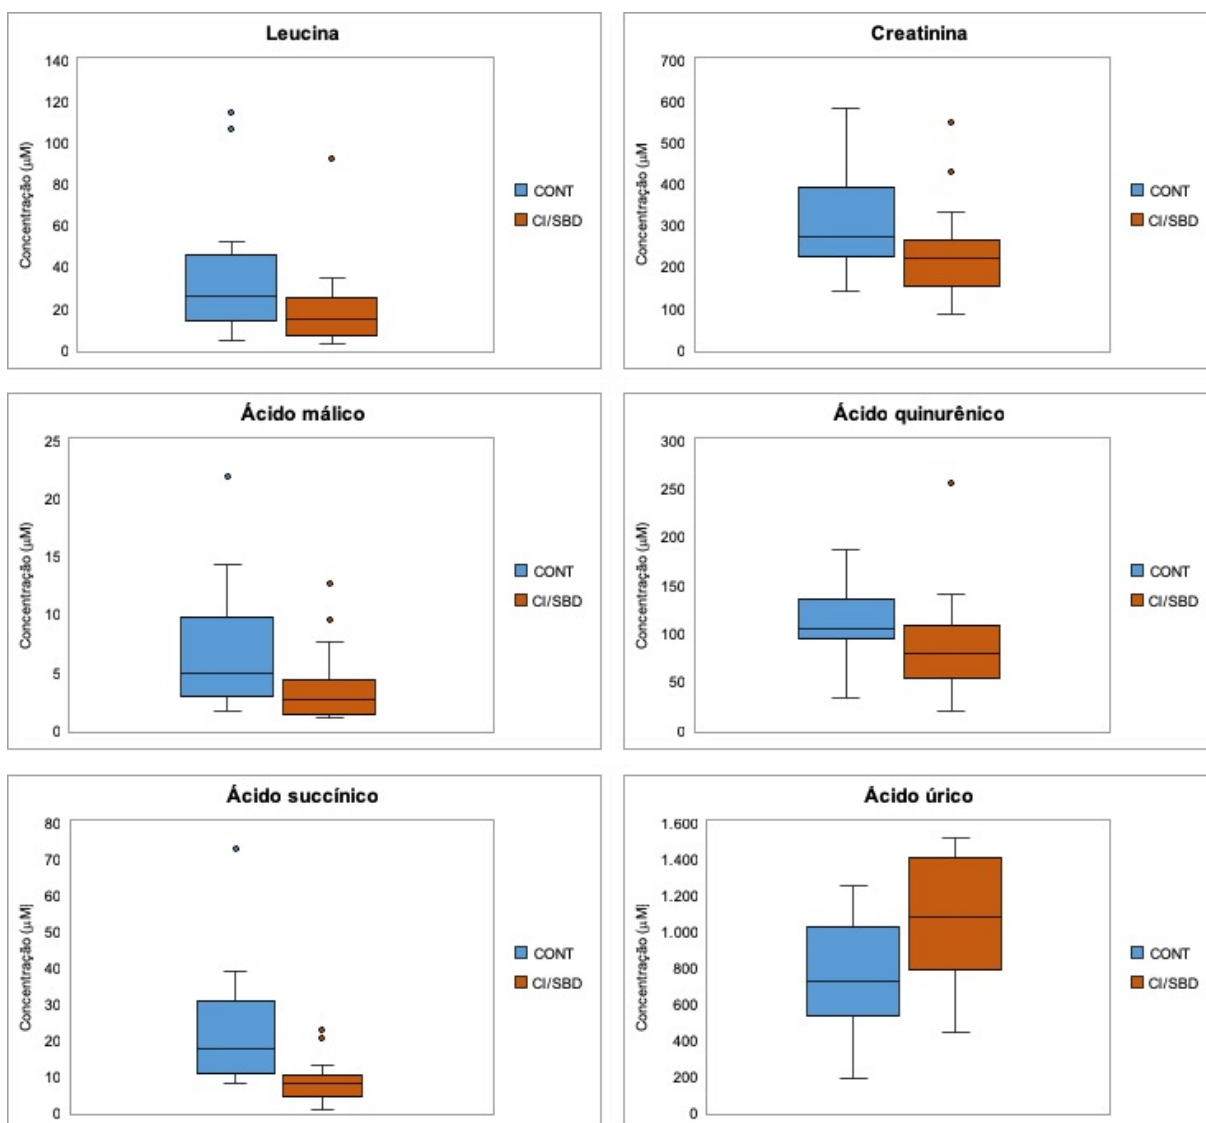 Leucina
140
120
100
80
60
40
20
0
Concentração (µM)
CONT
CI/SBD
Creatinina
700
600
500
400
300
200
100
0
Concentração (µM
CONT
CI/SBD
Ácido málico
25
20
15
10
5
0
Concentração (µM)
CONT
CI/SBD
Ácido quinurênico
300
250
200
150
100
50
0
Concentração (µM)
CONT
CI/SBD
Ácido succínico
80
70
60
50
40
30
20
10
0
Concentração (µM)
CONT
CI/SBD
Ácido úrico
1.600
1.400
1.200
1.000
800
600
400
200
0
Concentração (µM)
CONT
CI/SBD